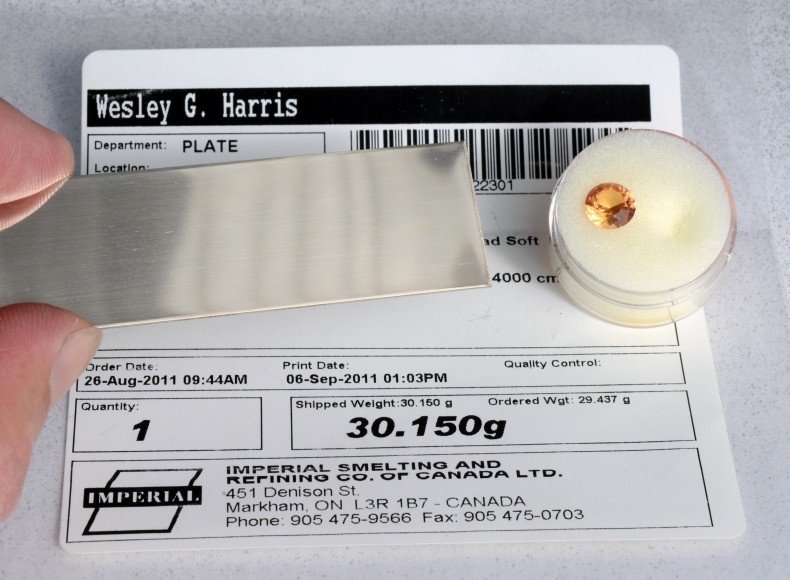 Wesley G. Harris
Department: PLATE
Location:
22301
ad Soft
4000 cm
Order Date: Print Date: Quality Control:
26-Aug-2011 09:44AM 06-Sep-2011 01:03PM
Quantity: Shipped Weight:30.150 g Ordered Wgt: 29.437 g
1 30.150g
IMPERIAL SMELTING AND
REFINING CO. OF CANADA LTD.
IMPERIAL
451 Denison St.
Markham, ON L3R 1B7 - CANADA
Phone: 905 475-9566 Fax: 905 475-0703